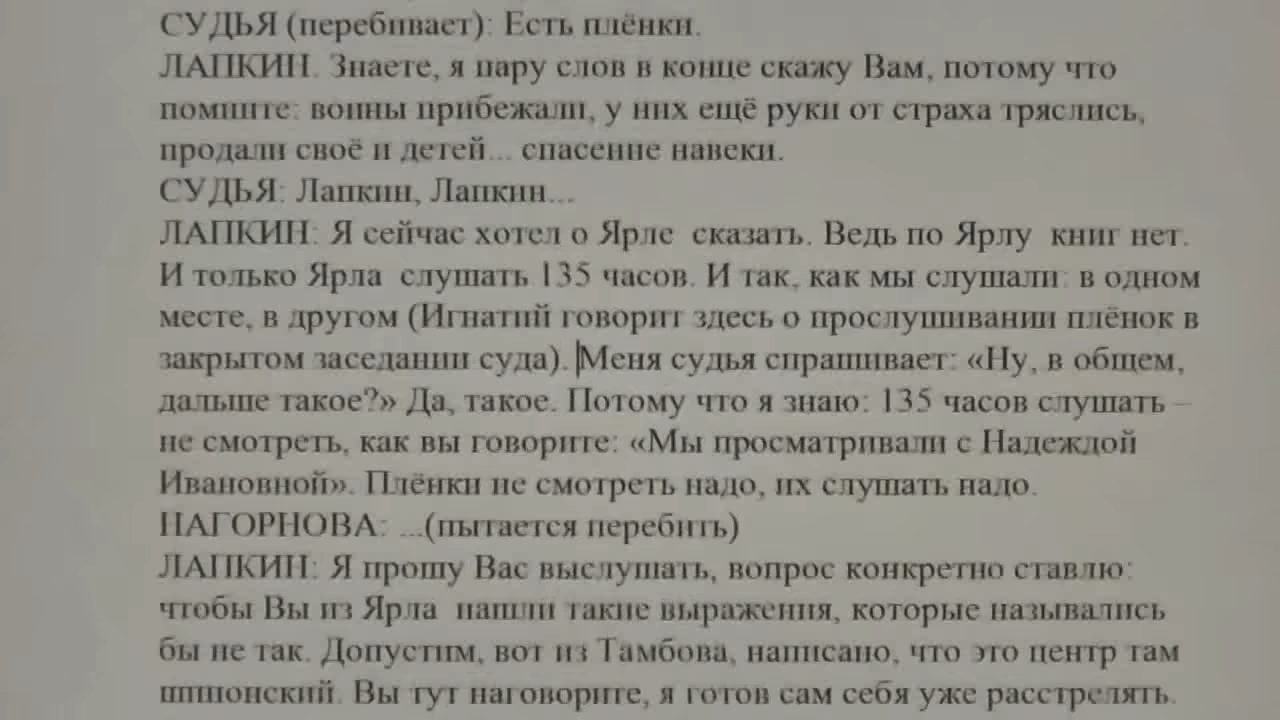 СУДЬЯ (перебивает): Есть плёнки.
ЛАПКИН. Знаете, я пару слов в конце скажу Вам, потому что
помните: воины прибежали, у них ещё руки от страха тряслись,
продали своё и детей... спасение навеки.
СУДЬЯ: Лапкин, Лапкин...
ЛАПКИН: Я сейчас хотел о Ярле сказать. Ведь по Ярлу книг нет.
И только Ярла слушать 135 часов. И так, как мы слушали: в одном
месте, в другом (Игнатий говорит здесь о прослушивании плёнок в
закрытом заседании суда). Меня судья спрашивает: «Ну, в общем,
дальше такое?» Да, такое. Потому что я знаю: 135 часов слушать –
не смотреть, как вы говорите: «Мы просматривали с Надеждой
Ивановной». Плёнки не смотреть надо, их слушать надо.
НАГОРНОВА: ...(пытается перебить)
ЛАПКИН: Я прошу Вас выслушать, вопрос конкретно ставлю:
чтобы Вы из Ярла нашли такие выражения, которые назывались
бы не так. Допустим, вот из Тамбова, написано, что это центр там
шпионский. Вы тут наговорите, я готов сам себя уже расстрелять.